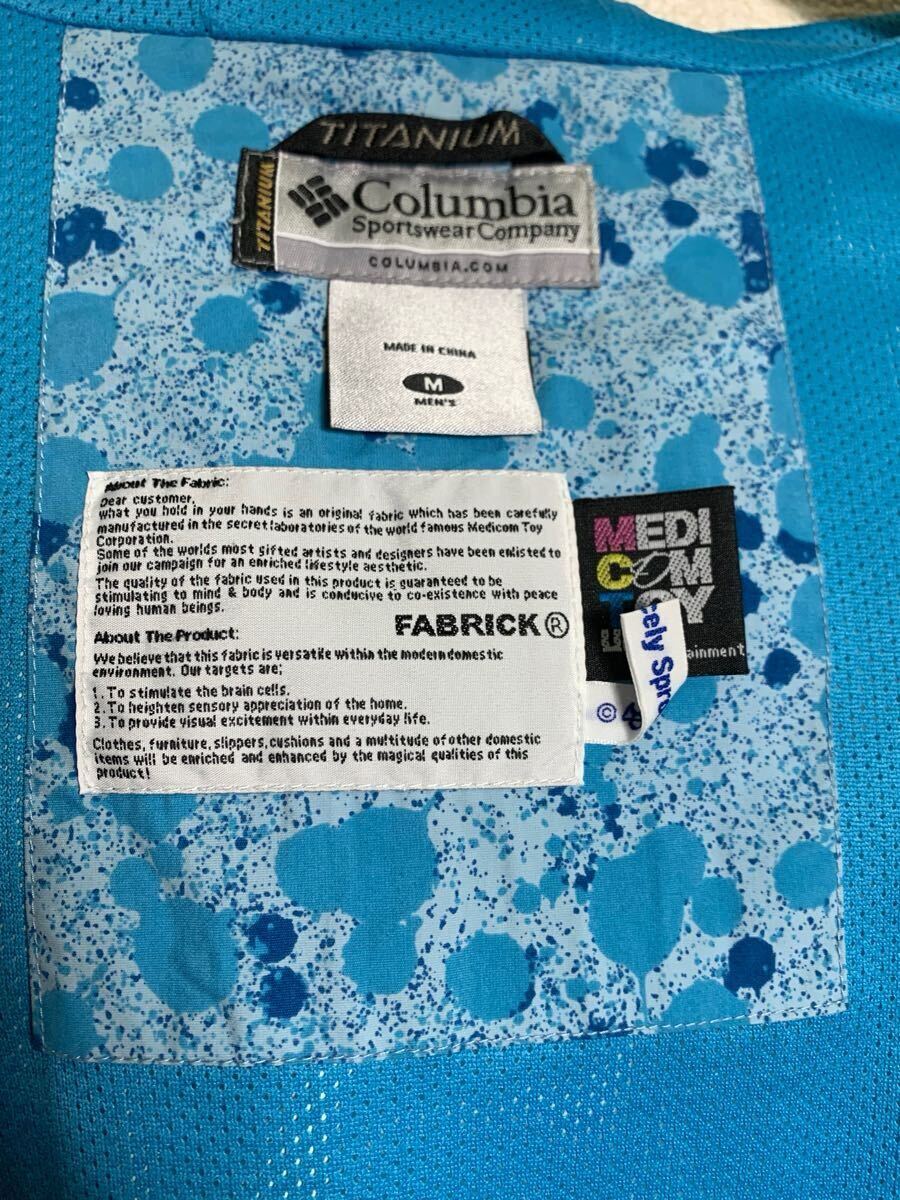 TITANIUM
TITANIUM
Columbia
Sportswear Company
COLUMBIA.COM
MADE IN CHINA
M
MEN'S
About The Fabric:
Dear customer,
what you hold in your hands is an original fabric which has been carefully
manufactured in the secret laboratories of the world famous Medicom Toy
Corporation.
Some of the worlds most gifted artists and designers have been enlisted to
join our campaign for an enriched lifestyle aesthetic.
The quality of the fabric used in this product is guaranteed to be
stimulating to mind & body and is conducive to co-existence with peace
loving human beings.
FABRICK®
About The Product:
We believe that this fabric is versatile within the modern domestic
environment. Our targets are;
1. To stimulate the brain cells.
2. To heighten sensory appreciation of the home.
3. To provide visual excitement within everyday life.
Clothes, furniture, slippers, cushions and a multitude of other domestic
items will be enriched and enhanced by the magical qualities of this
product!
MEDI
COM
TOY
ainment
cely Spr
©